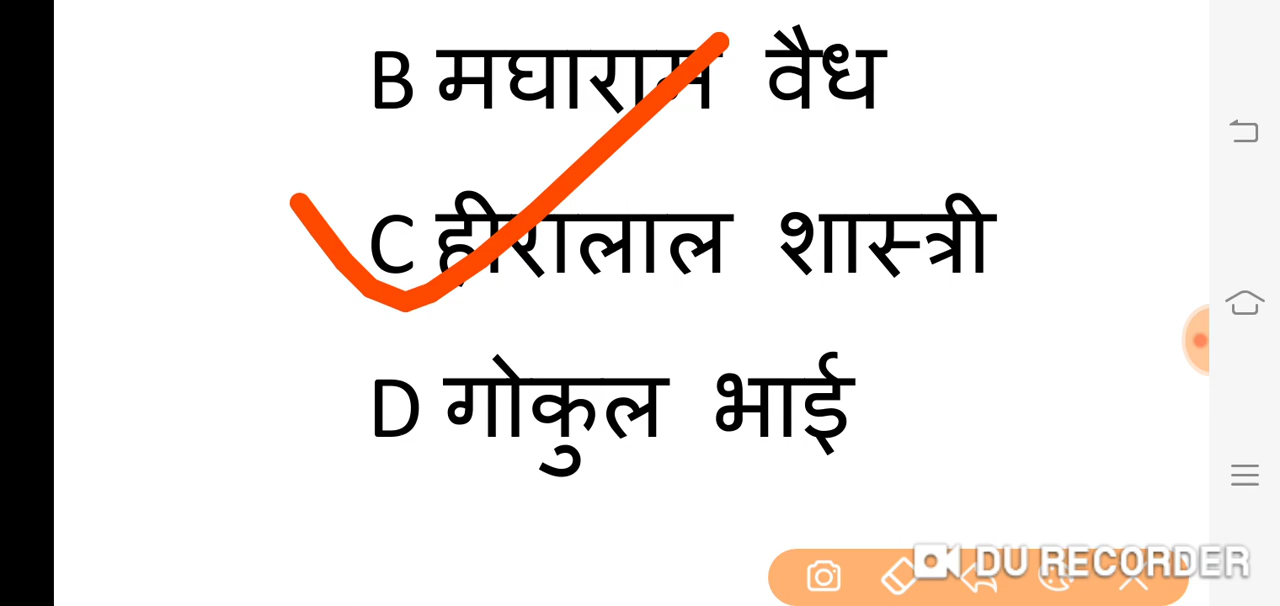 B मघाराम वैध
C हीरालाल शास्त्री
D गोकुल भाई
DU RECORDER